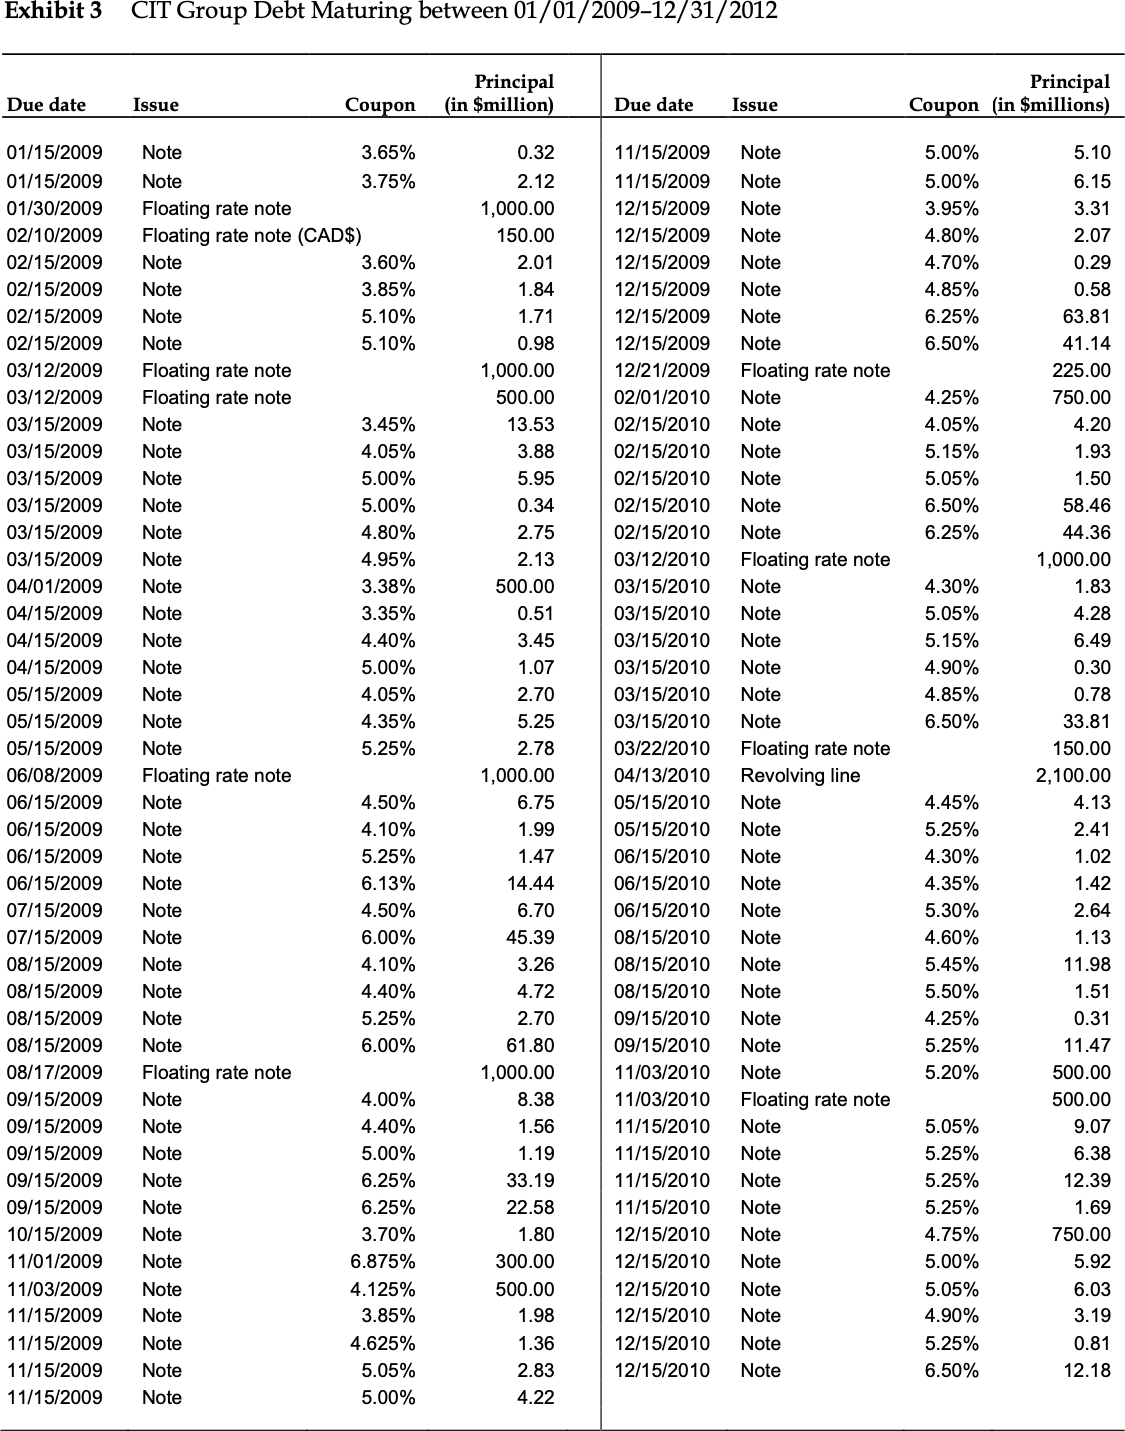 Exhibit 3 CIT Group Debt Maturing between 01/01/2009–12/31/2012
Principal
Due date Issue Coupon (in $million)
01/15/2009 Note 3.65% 0.32
01/15/2009 Note 3.75% 2.12
01/30/2009 Floating rate note 1,000.00
02/10/2009 Floating rate note (CAD$) 150.00
02/15/2009 Note 3.60% 2.01
02/15/2009 Note 3.85% 1.84
02/15/2009 Note 5.10% 1.71
02/15/2009 Note 5.10% 0.98
03/12/2009 Floating rate note 1,000.00
03/12/2009 Floating rate note 500.00
03/15/2009 Note 3.45% 13.53
03/15/2009 Note 4.05% 3.88
03/15/2009 Note 5.00% 5.95
03/15/2009 Note 5.00% 0.34
03/15/2009 Note 4.80% 2.75
03/15/2009 Note 4.95% 2.13
04/01/2009 Note 3.38% 500.00
04/15/2009 Note 3.35% 0.51
04/15/2009 Note 4.40% 3.45
04/15/2009 Note 5.00% 1.07
05/15/2009 Note 4.05% 2.70
05/15/2009 Note 4.35% 5.25
05/15/2009 Note 5.25% 2.78
06/08/2009 Floating rate note 1,000.00
06/15/2009 Note 4.50% 6.75
06/15/2009 Note 4.10% 1.99
06/15/2009 Note 5.25% 1.47
06/15/2009 Note 6.13% 14.44
07/15/2009 Note 4.50% 6.70
07/15/2009 Note 6.00% 45.39
08/15/2009 Note 4.10% 3.26
08/15/2009 Note 4.40% 4.72
08/15/2009 Note 5.25% 2.70
08/15/2009 Note 6.00% 61.80
08/17/2009 Floating rate note 1,000.00
09/15/2009 Note 4.00% 8.38
09/15/2009 Note 4.40% 1.56
09/15/2009 Note 5.00% 1.19
09/15/2009 Note 6.25% 33.19
09/15/2009 Note 6.25% 22.58
10/15/2009 Note 3.70% 1.80
11/01/2009 Note 6.875% 300.00
11/03/2009 Note 4.125% 500.00
11/15/2009 Note 3.85% 1.98
11/15/2009 Note 4.625% 1.36
11/15/2009 Note 5.05% 2.83
11/15/2009 Note 5.00% 4.22
Principal
Due date Issue Coupon (in $millions)
11/15/2009 Note 5.00% 5.10
11/15/2009 Note 5.00% 6.15
12/15/2009 Note 3.95% 3.31
12/15/2009 Note 4.80% 2.07
12/15/2009 Note 4.70% 0.29
12/15/2009 Note 4.85% 0.58
12/15/2009 Note 6.25% 63.81
12/15/2009 Note 6.50% 41.14
12/21/2009 Floating rate note 225.00
02/01/2010 Note 4.25% 750.00
02/15/2010 Note 4.05% 4.20
02/15/2010 Note 5.15% 1.93
02/15/2010 Note 5.05% 1.50
02/15/2010 Note 6.50% 58.46
02/15/2010 Note 6.25% 44.36
03/12/2010 Floating rate note 1,000.00
03/15/2010 Note 4.30% 1.83
03/15/2010 Note 5.05% 4.28
03/15/2010 Note 5.15% 6.49
03/15/2010 Note 4.90% 0.30
03/15/2010 Note 4.85% 0.78
03/15/2010 Note 6.50% 33.81
03/22/2010 Floating rate note 150.00
04/13/2010 Revolving line 2,100.00
05/15/2010 Note 4.45% 4.13
05/15/2010 Note 5.25% 2.41
06/15/2010 Note 4.30% 1.02
06/15/2010 Note 4.35% 1.42
06/15/2010 Note 5.30% 2.64
08/15/2010 Note 4.60% 1.13
08/15/2010 Note 5.45% 11.98
08/15/2010 Note 5.50% 1.51
09/15/2010 Note 4.25% 0.31
09/15/2010 Note 5.25% 11.47
11/03/2010 Note 5.20% 500.00
11/03/2010 Floating rate note 500.00
11/15/2010 Note 5.05% 9.07
11/15/2010 Note 5.25% 6.38
11/15/2010 Note 5.25% 12.39
11/15/2010 Note 5.25% 1.69
12/15/2010 Note 4.75% 750.00
12/15/2010 Note 5.00% 5.92
12/15/2010 Note 5.05% 6.03
12/15/2010 Note 4.90% 3.19
12/15/2010 Note 5.25% 0.81
12/15/2010 Note 6.50% 12.18